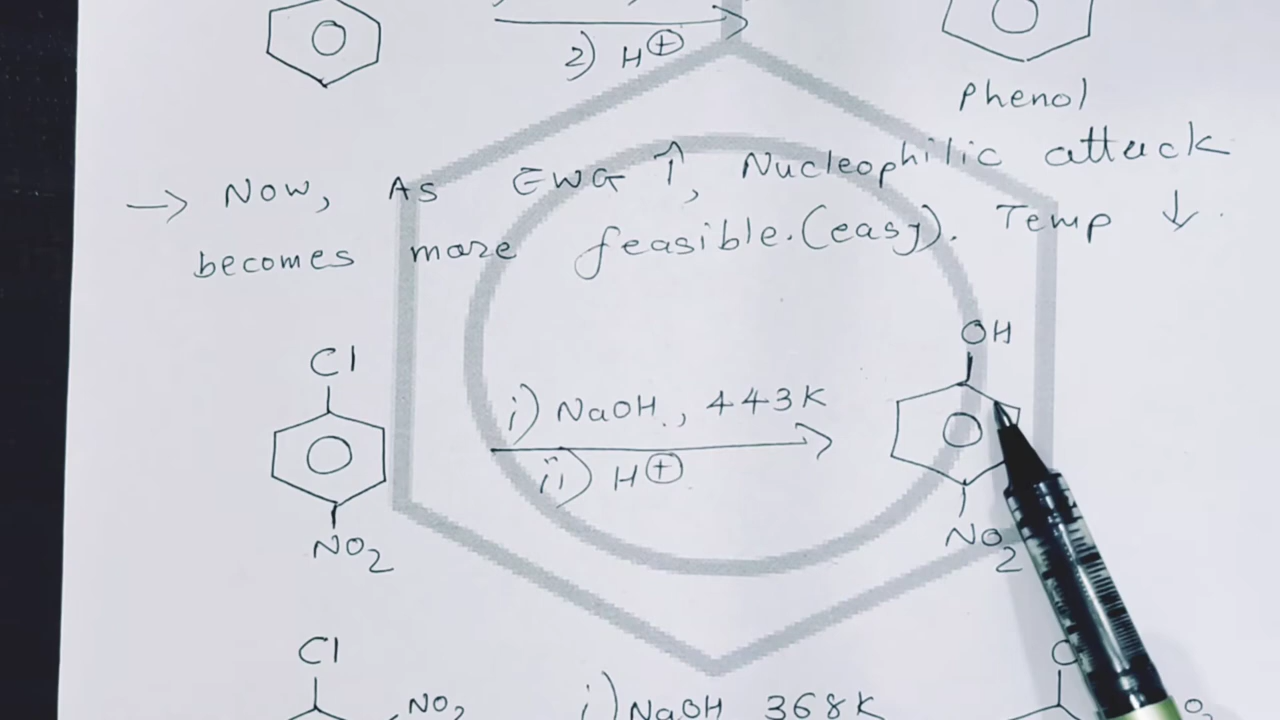 2) H⊕
Phenol
→ Now, As EWG ↑, Nucleophilic attack
becomes more feasible.(easy). Temp ↓.
Cl
OH
i) NaOH, 443K
ii) H⊕
NO2
NO2
Cl
NO2
i) NaOH 368K